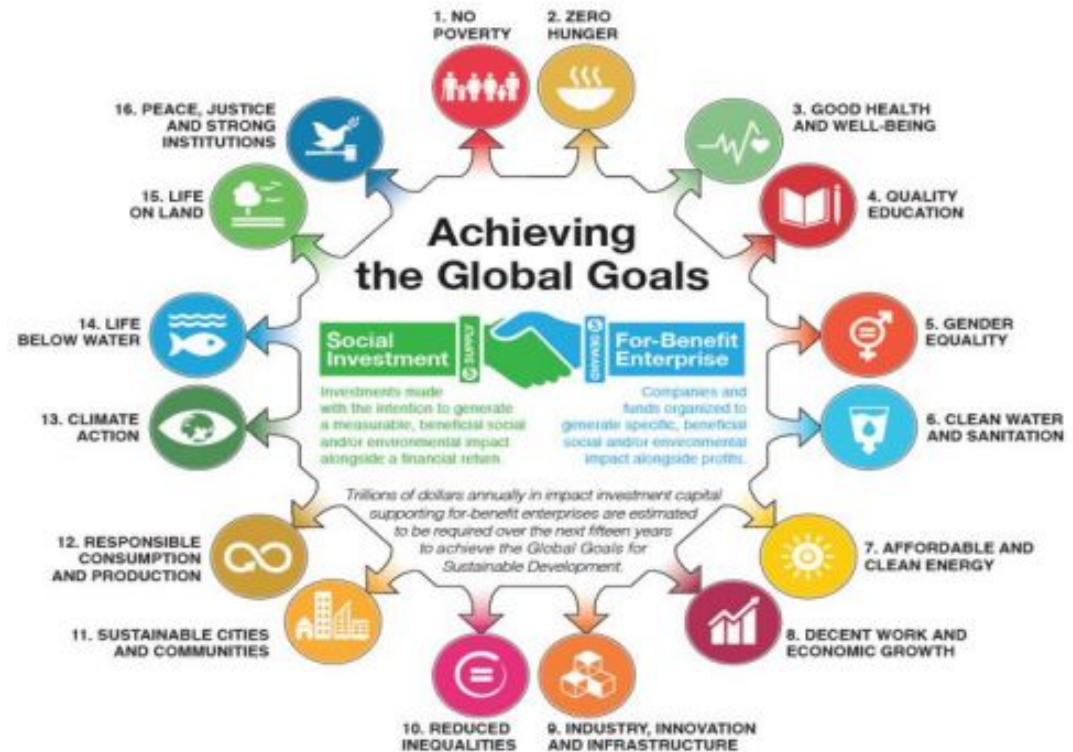 1. NO
POVERTY
2. ZERO
HUNGER
3. GOOD HEALTH
AND WELL-BEING
4. QUALITY
EDUCATION
5. GENDER
EQUALITY
6. CLEAN WATER
AND SANITATION
7. AFFORDABLE AND
CLEAN ENERGY
8. DECENT WORK AND
ECONOMIC GROWTH
9. INDUSTRY, INNOVATION
AND INFRASTRUCTURE
10. REDUCED
INEQUALITIES
11. SUSTAINABLE CITIES
AND COMMUNITIES
12. RESPONSIBLE
CONSUMPTION
AND PRODUCTION
13. CLIMATE
ACTION
14. LIFE
BELOW WATER
15. LIFE
ON LAND
16. PEACE, JUSTICE
AND STRONG
INSTITUTIONS
Achieving
the Global Goals
Social
Investment
$ SUPPLY
$ DEMAND
For-Benefit
Enterprise
Investments made
with the intention to generate
a measurable, beneficial social
and/or environmental impact
alongside a financial return.
Companies and
funds organized to
generate specific, beneficial
social and/or environmental
impact alongside profits.
Trillions of dollars annually in impact investment capital
supporting for-benefit enterprises are estimated
to be required over the next fifteen years
to achieve the Global Goals for
Sustainable Development.